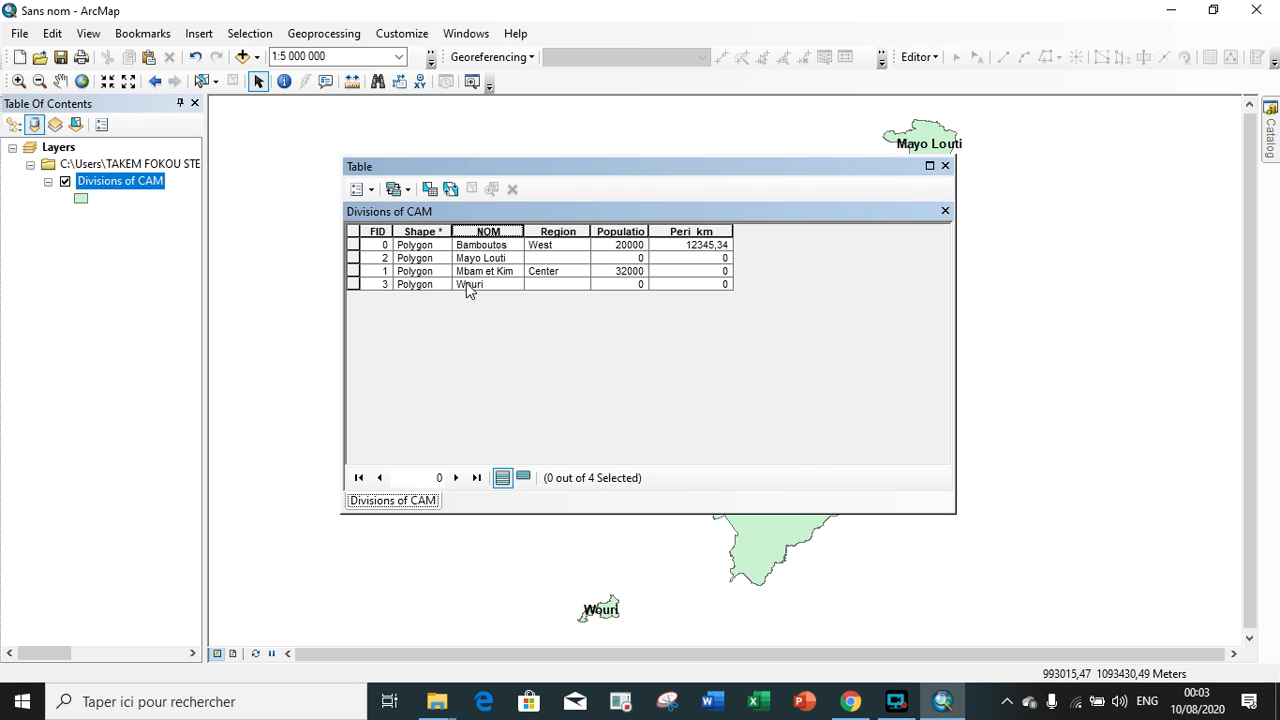 Sans nom - ArcMap
File Edit View Bookmarks Insert Selection Geoprocessing Customize Windows Help
1:5 000 000 Georeferencing Editor
Table Of Contents
Layers
C:\Users\TAKEM FOKOU STE
Divisions of CAM
Mayo Louti
Catalog
Table
Divisions of CAM
FID Shape * NOM Region Populatio Peri_km
0 Polygon Bamboutos West 20000 12345,34
2 Polygon Mayo Louti 0 0
1 Polygon Mbam et Kim Center 32000 0
3 Polygon Wouri 0 0
0 (0 out of 4 Selected)
Divisions of CAM
Wouri
993015,47 1093430,49 Meters
Taper ici pour rechercher
ENG
00:03
10/08/2020